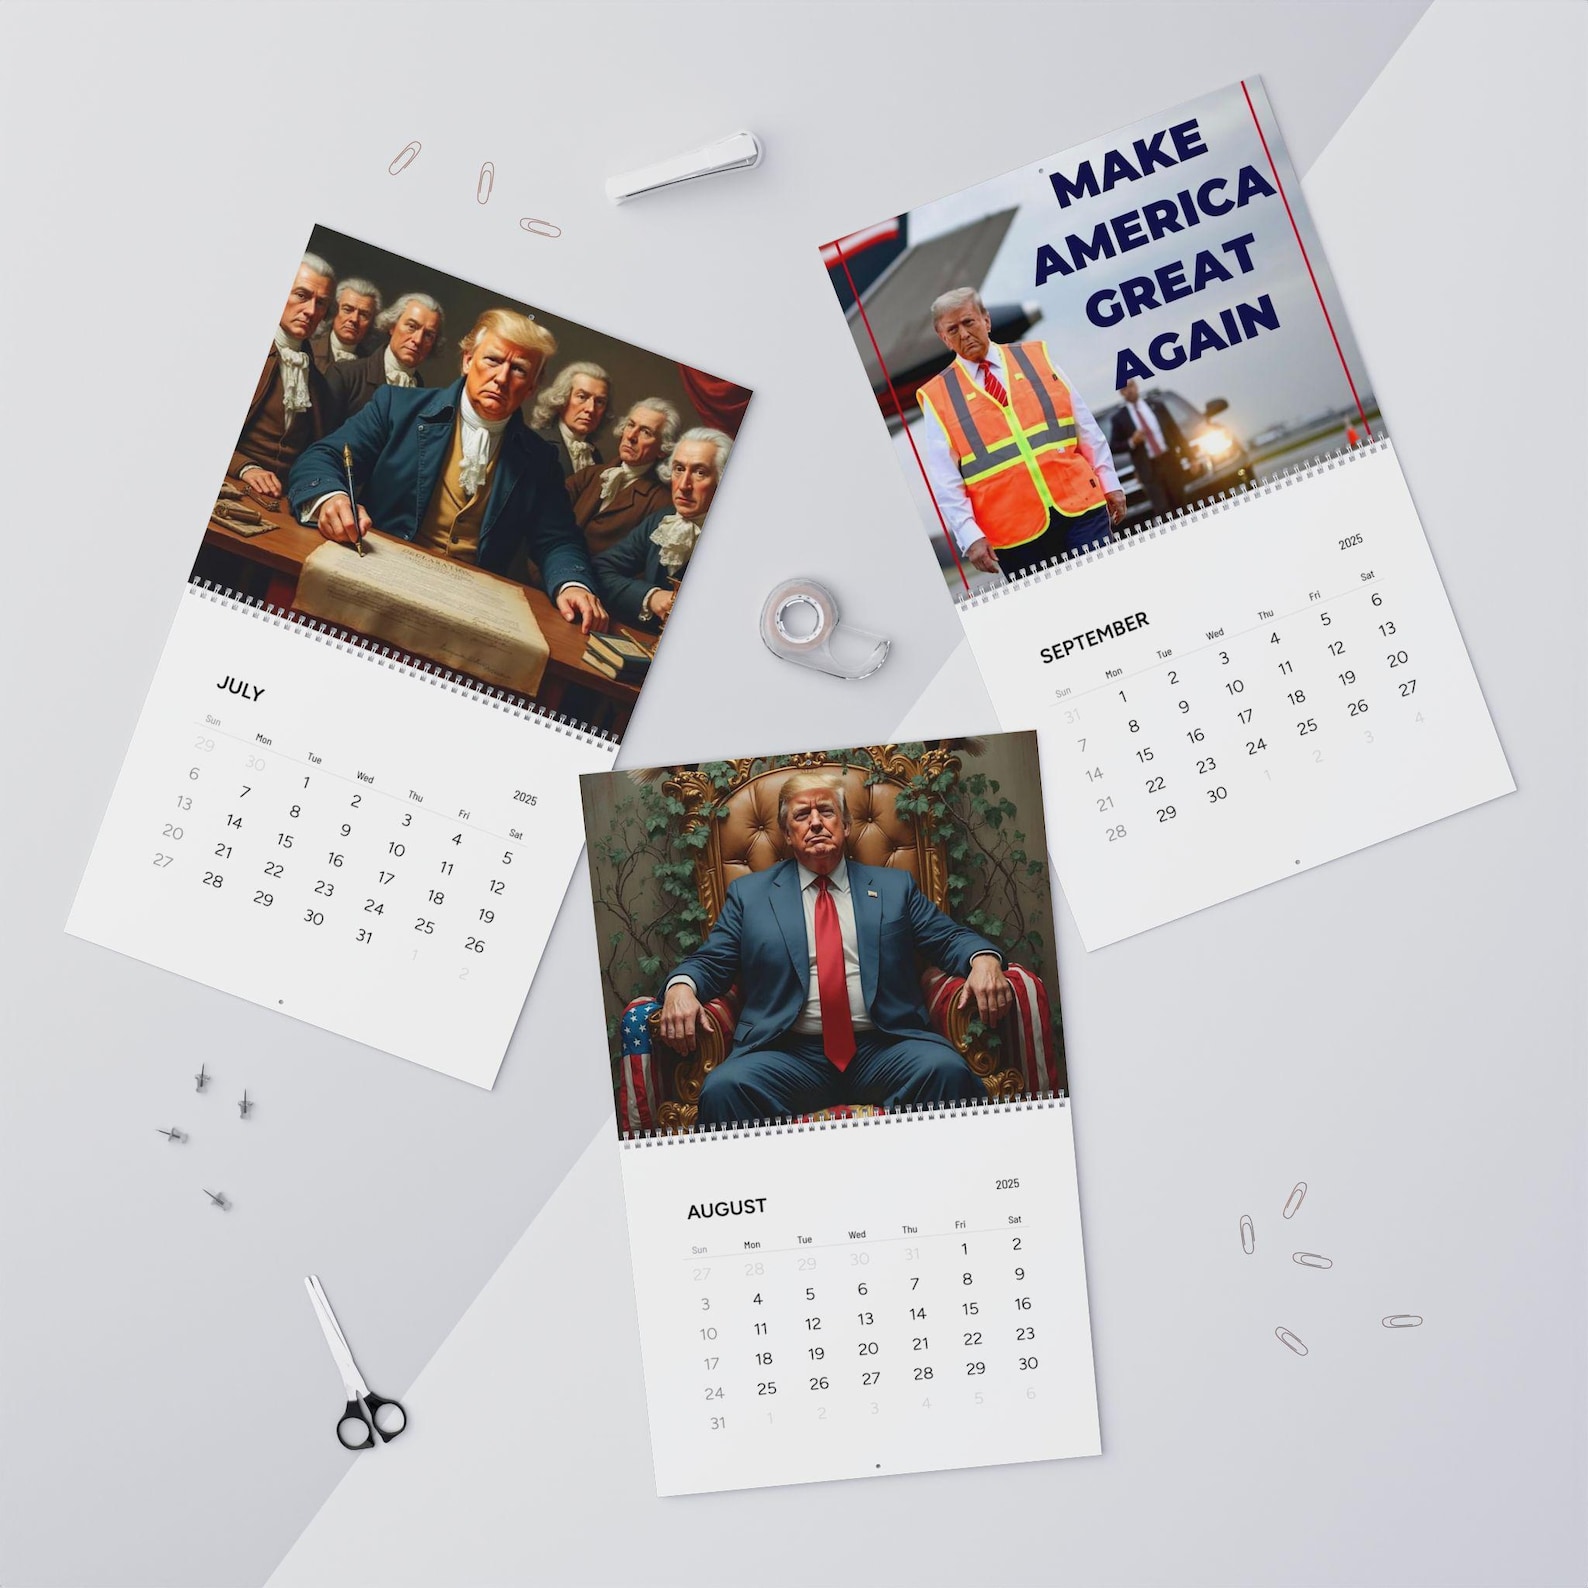 DECLARATION
JULY 2025
Sun Mon Tue Wed Thu Fri Sat
29 30 1 2 3 4 5
6 7 8 9 10 11 12
13 14 15 16 17 18 19
20 21 22 23 24 25 26
27 28 29 30 31 1 2
MAKE
AMERICA
GREAT
AGAIN
SEPTEMBER 2025
Sun Mon Tue Wed Thu Fri Sat
31 1 2 3 4 5 6
7 8 9 10 11 12 13
14 15 16 17 18 19 20
21 22 23 24 25 26 27
28 29 30 1 2 3 4
AUGUST 2025
Sun Mon Tue Wed Thu Fri Sat
27 28 29 30 31 1 2
3 4 5 6 7 8 9
10 11 12 13 14 15 16
17 18 19 20 21 22 23
24 25 26 27 28 29 30
31 1 2 3 4 5 6